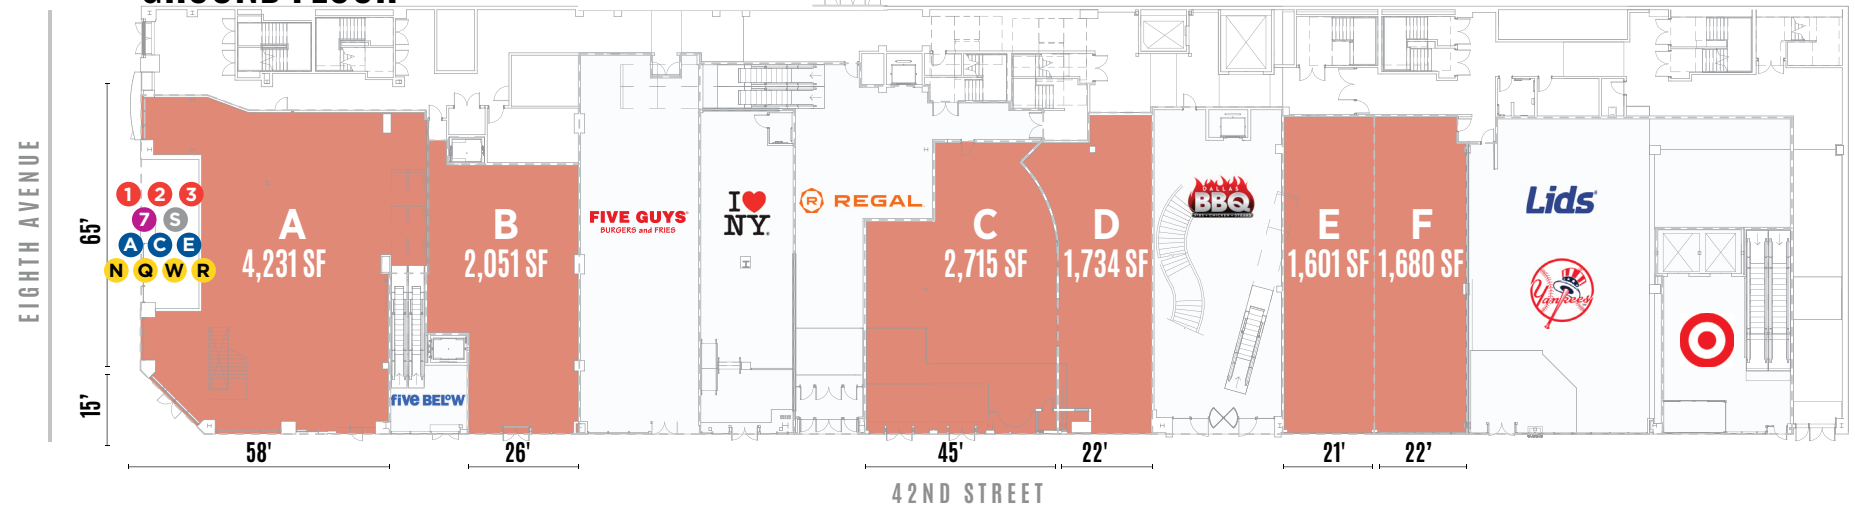 GROUND FLOOR
EIGHTH AVENUE
65'
15'
1 2 3
7 S
A C E
N Q W R
A
4,231 SF
five BELOW
B
2,051 SF
FIVE GUYS
BURGERS and FRIES
I NY
REGAL
C
2,715 SF
D
1,734 SF
DALLAS
BBQ
E
1,601 SF
F
1,680 SF
Lids
Yankees
58'
26'
45'
22'
21'
22'
42ND STREET